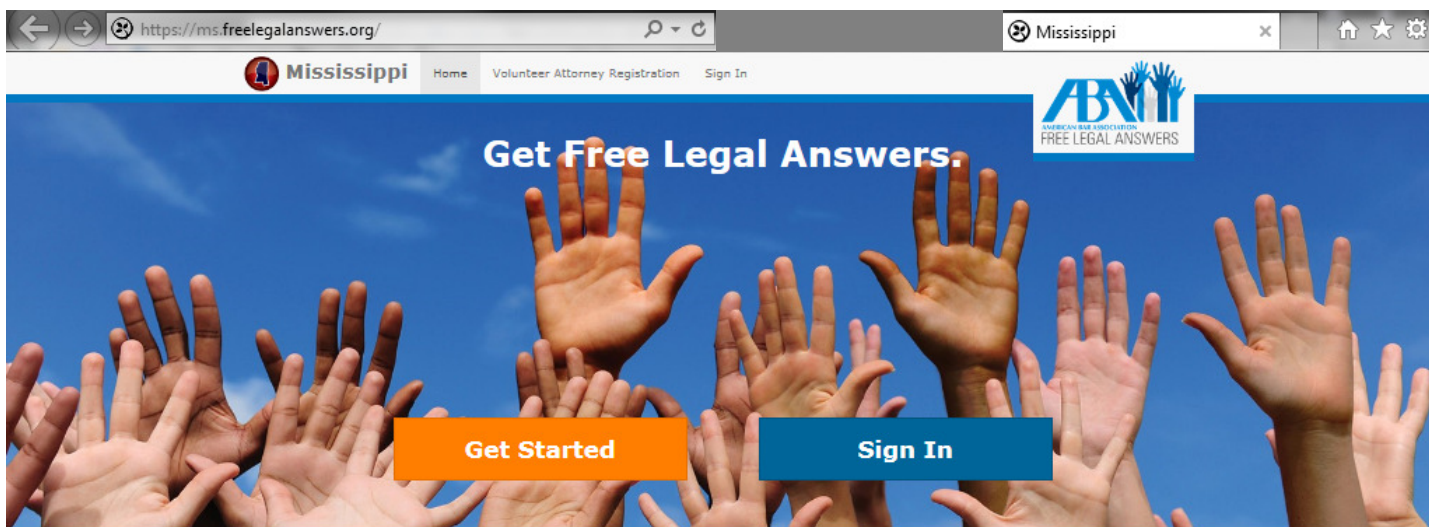 https://ms.freelegalanswers.org/
Mississippi
Mississippi Home Volunteer Attorney Registration Sign In
ABA
AMERICAN BAR ASSOCIATION
FREE LEGAL ANSWERS
Get Free Legal Answers.
Get Started
Sign In